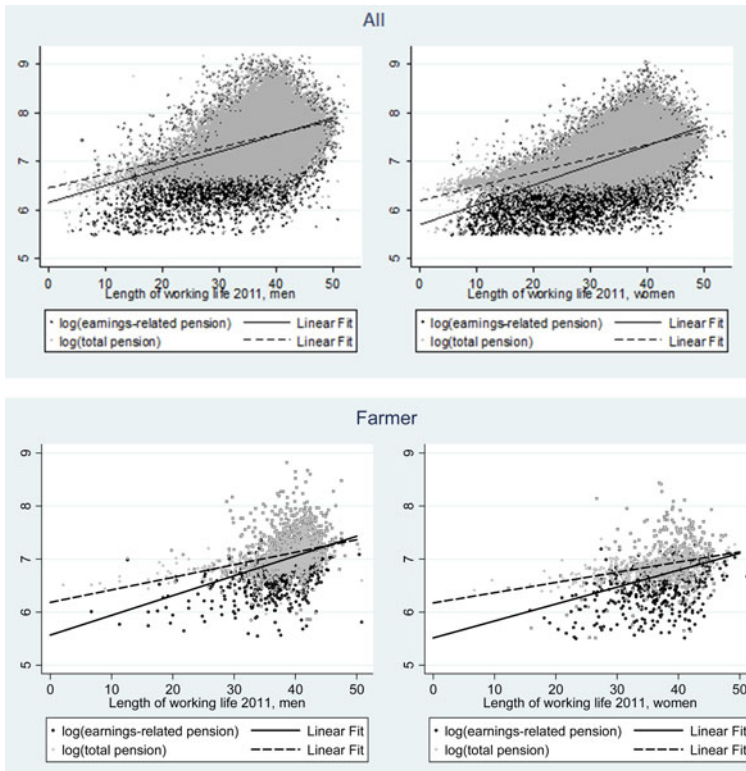 All
9
8
7
6
5
0 10 20 30 40 50
Length of working life 2011, men
log(earnings-related pension) Linear Fit
log(total pension) Linear Fit
9
8
7
6
5
0 10 20 30 40 50
Length of working life 2011, women
log(earnings-related pension) Linear Fit
log(total pension) Linear Fit
Farmer
9
8
7
6
5
0 10 20 30 40 50
Length of working life 2011, men
log(earnings-related pension) Linear Fit
log(total pension) Linear Fit
9
8
7
6
5
0 10 20 30 40 50
Length of working life 2011, women
log(earnings-related pension) Linear Fit
log(total pension) Linear Fit